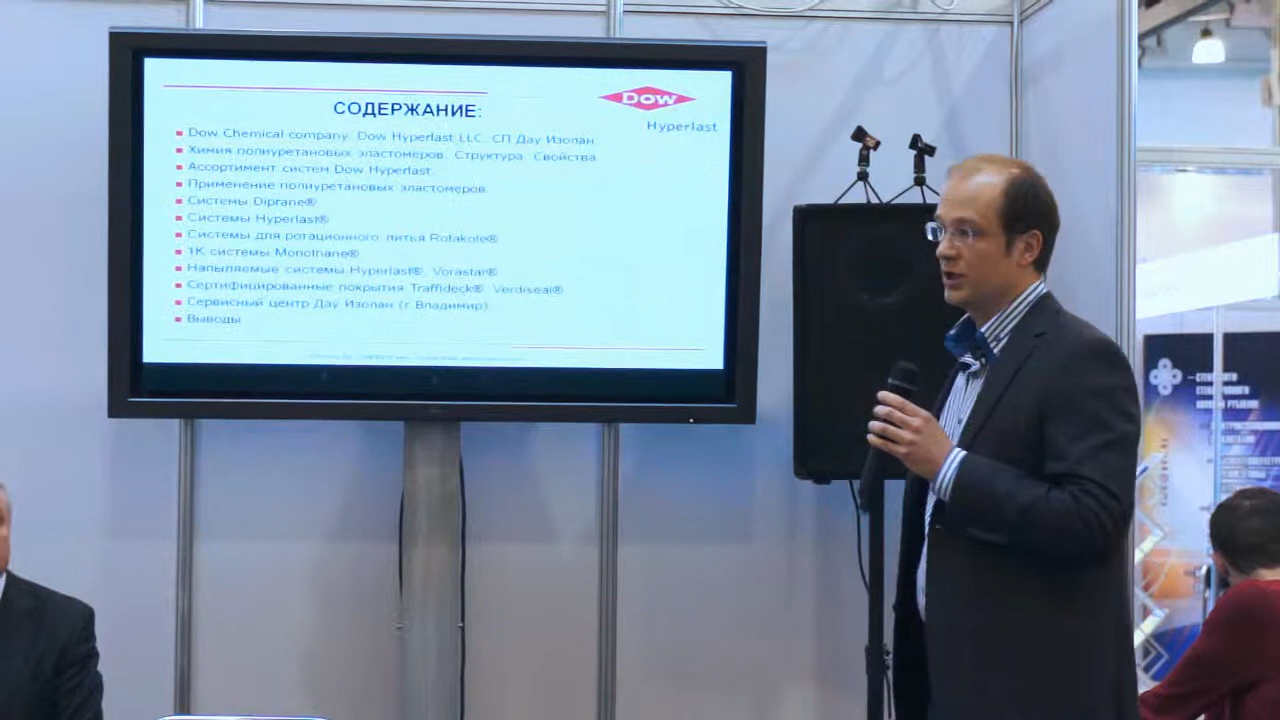 СОДЕРЖАНИЕ:
Dow
Hyperlast
Dow Chemical company. Dow Hyperlast LLC. СП Дау Изолан
Химия полиуретановых эластомеров. Структура. Свойства.
Ассортимент систем Dow Hyperlast.
Применение полиуретановых эластомеров.
Системы Diprane®
Системы Hyperlast®
Системы для ротационного литья Rotakote®
1К системы Monothane®
Напыляемые системы Hyperlast®, Vorastar®
Сертифицированные покрытия Traffideck®, Verdiseal®
Сервисный центр Дау Изолан (г.Владимир)
Выводы